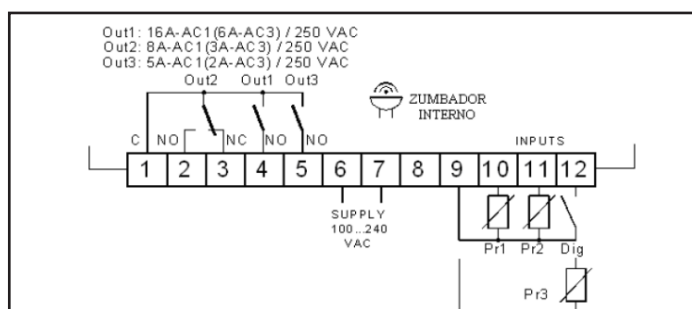 Out1: 16A-AC1(6A-AC3) / 250 VAC
Out2: 8A-AC1(3A-AC3) / 250 VAC
Out3: 5A-AC1(2A-AC3) / 250 VAC
Out2 Out1 Out3
ZUMBADOR
INTERNO
C NO NC NO NO INPUTS
1 2 3 4 5 6 7 8 9 10 11 12
SUPPLY
100...240
VAC
Pr1 Pr2 Dig
Pr3